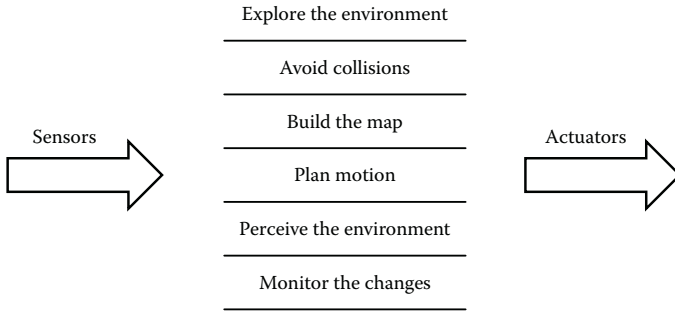 Explore the environment
Avoid collisions
Build the map
Sensors
Actuators
Plan motion
Perceive the environment
Monitor the changes